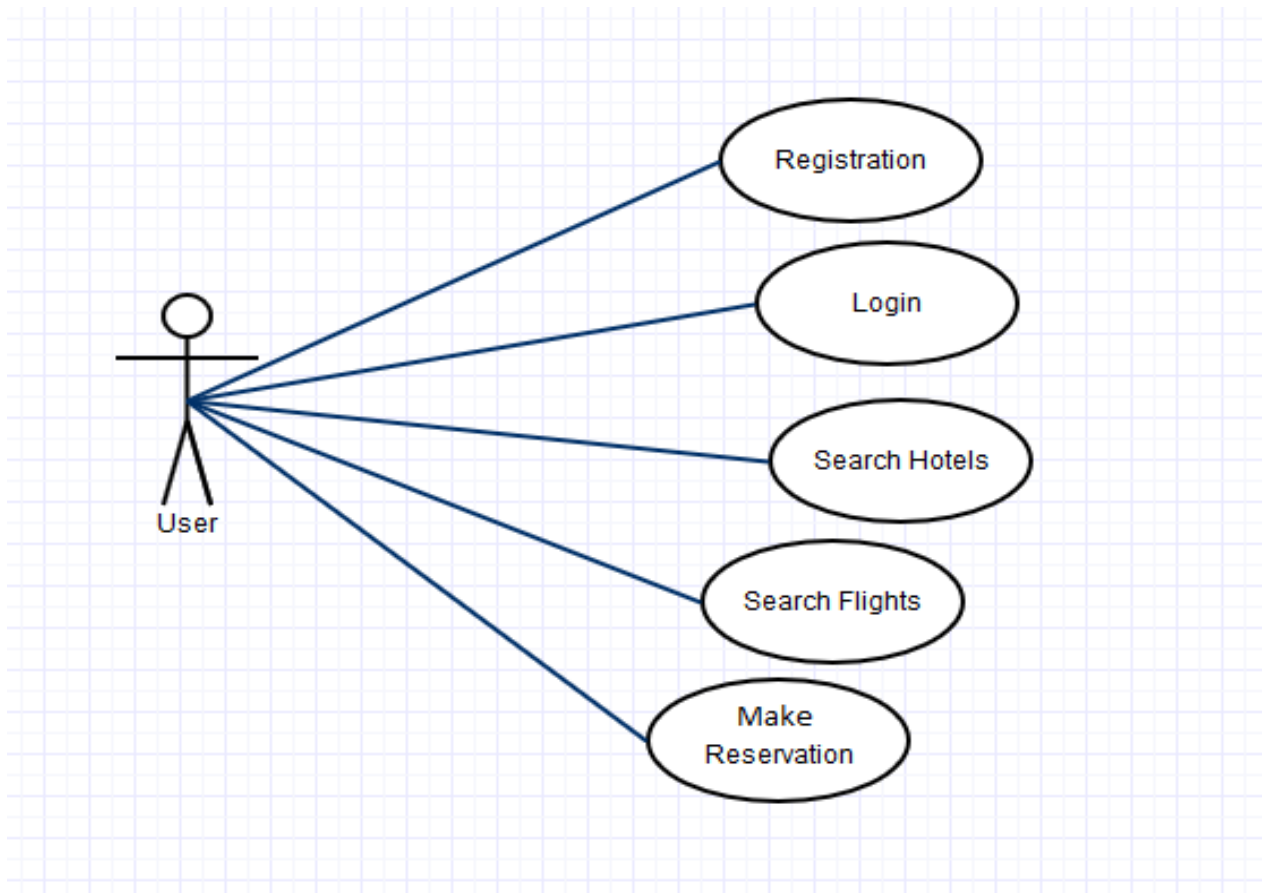 Registration
Login
Search Hotels
User
Search Flights
Make
Reservation